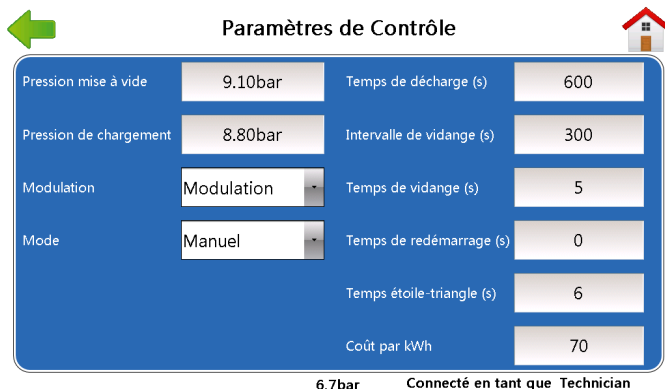 Paramètres de Contrôle
Pression mise à vide 9.10bar Temps de décharge (s) 600
Pression de chargement 8.80bar Intervalle de vidange (s) 300
Modulation Modulation Temps de vidange (s) 5
Mode Manuel Temps de redémarrage (s) 0
Temps étoile-triangle (s) 6
Coût par kWh 70
6.7bar Connecté en tant que Technician